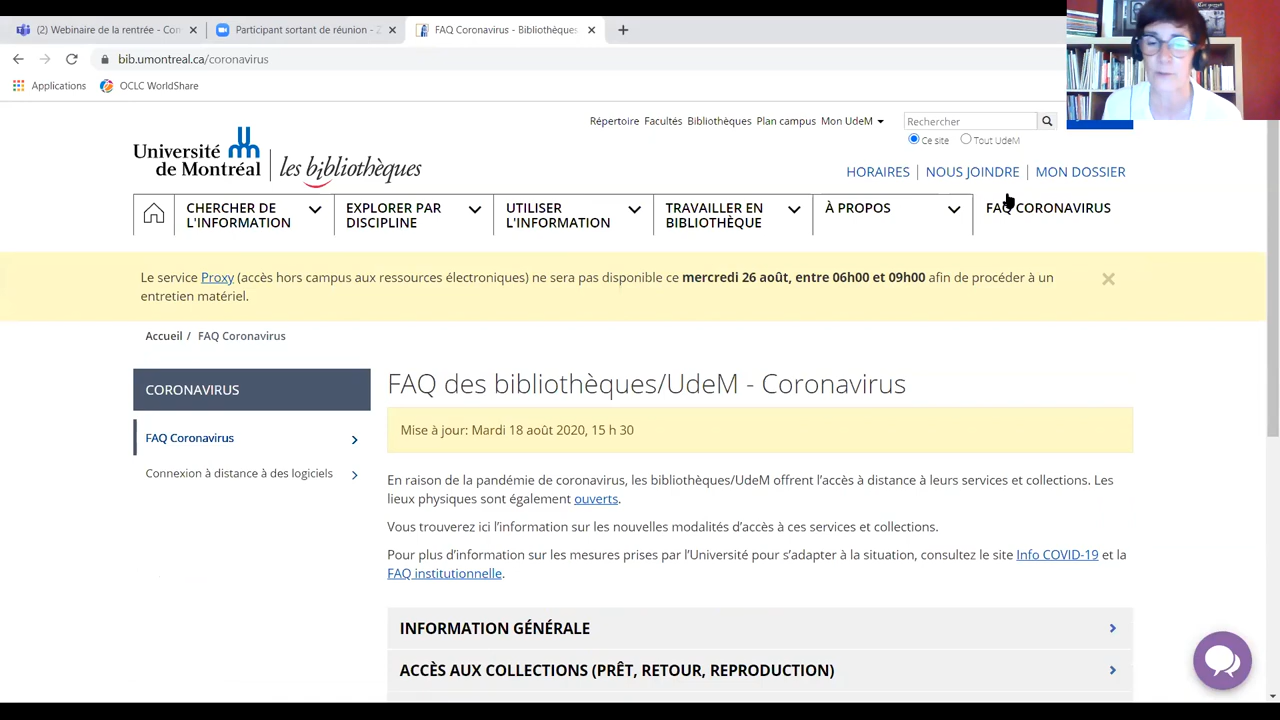 (2) Webinaire de la rentrée - Con
Participant sortant de réunion
FAQ Coronavirus - Bibliothèques
bib.umontreal.ca/coronavirus
Applications
OCLC WorldShare
Répertoire Facultés Bibliothèques Plan campus Mon UdeM
Rechercher
Ce site
Tout UdeM
Université
de Montréal
les bibliothèques
HORAIRES
NOUS JOINDRE
MON DOSSIER
CHERCHER DE
L'INFORMATION
EXPLORER PAR
DISCIPLINE
UTILISER
L'INFORMATION
TRAVAILLER EN
BIBLIOTHÈQUE
À PROPOS
FAQ CORONAVIRUS
Le service Proxy (accès hors campus aux ressources électroniques) ne sera pas disponible ce mercredi 26 août, entre 06h00 et 09h00 afin de procéder à un
entretien matériel.
Accueil / FAQ Coronavirus
CORONAVIRUS
FAQ Coronavirus
Connexion à distance à des logiciels
FAQ des bibliothèques/UdeM - Coronavirus
Mise à jour: Mardi 18 août 2020, 15 h 30
En raison de la pandémie de coronavirus, les bibliothèques/UdeM offrent l'accès à distance à leurs services et collections. Les
lieux physiques sont également ouverts.
Vous trouverez ici l'information sur les nouvelles modalités d'accès à ces services et collections.
Pour plus d'information sur les mesures prises par l'Université pour s'adapter à la situation, consultez le site Info COVID-19 et la
FAQ institutionnelle.
INFORMATION GÉNÉRALE
ACCÈS AUX COLLECTIONS (PRÊT, RETOUR, REPRODUCTION)